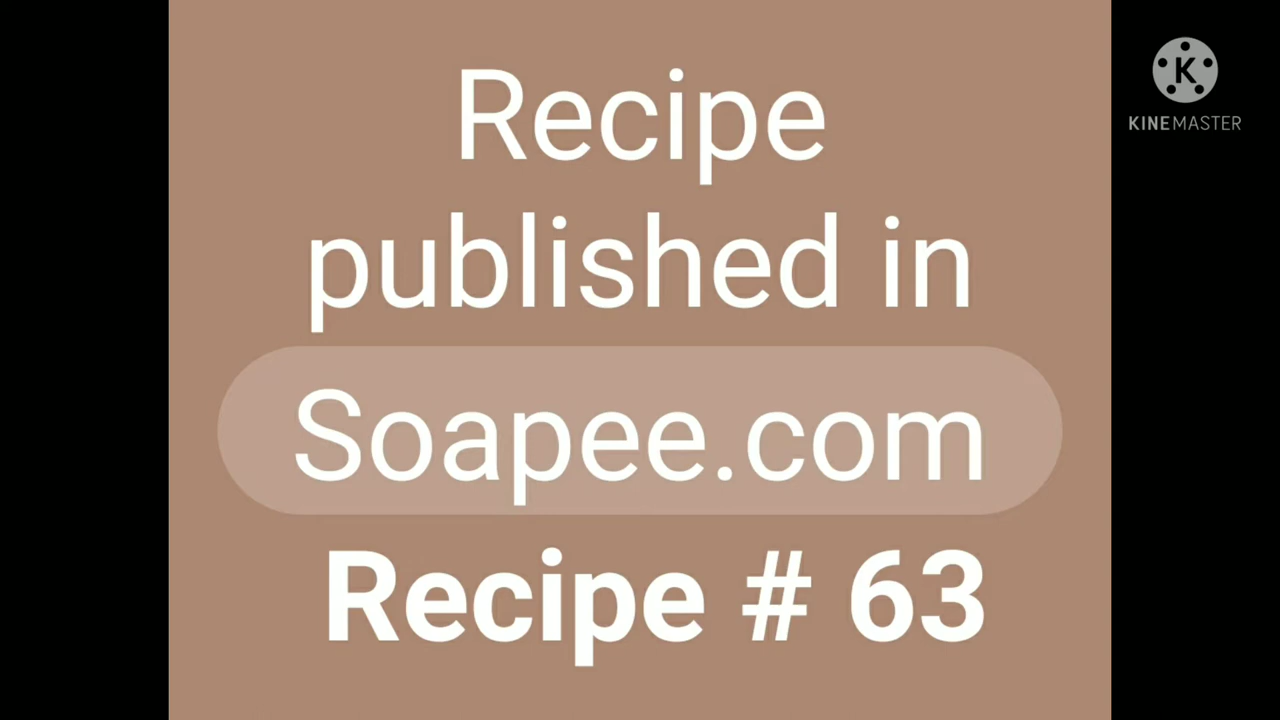 Recipe
published in
Soapee.com
Recipe # 63
K
KINEMASTER